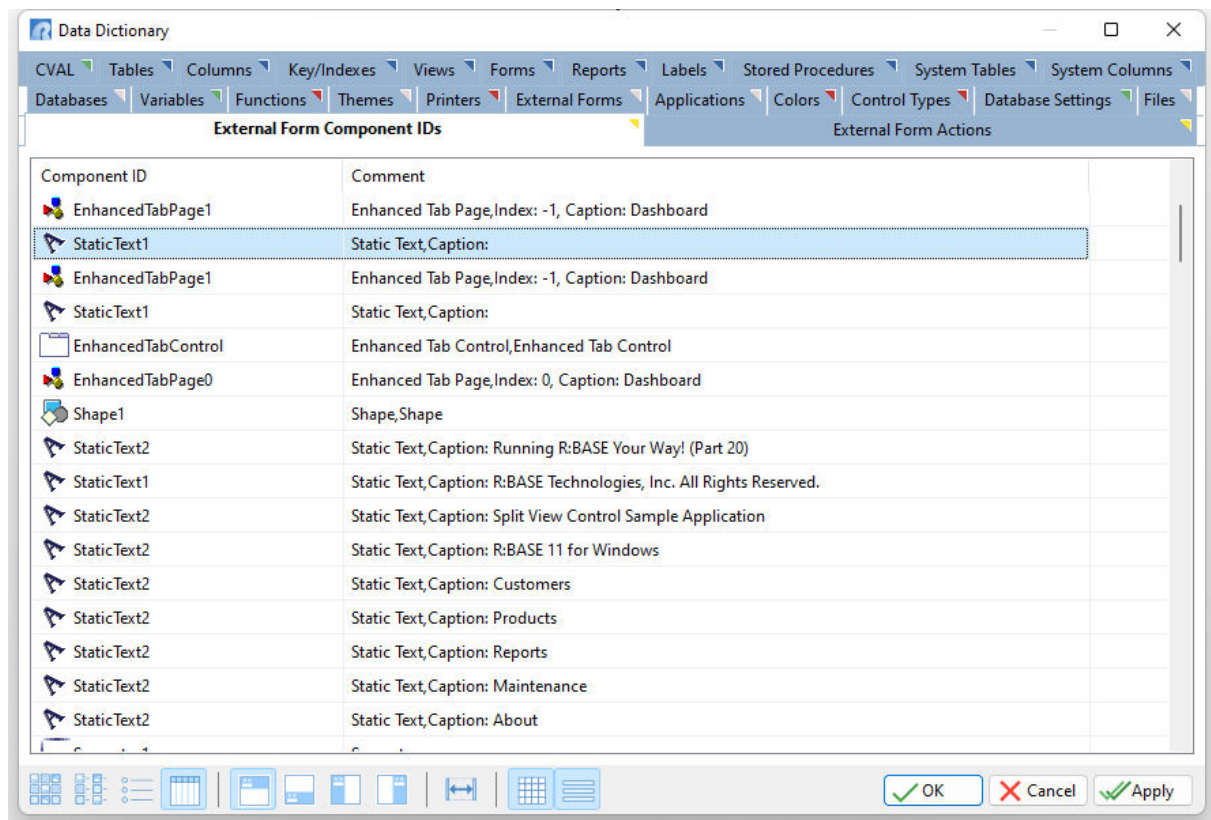 Data Dictionary
CVAL Tables Columns Key/Indexes Views Forms Reports Labels Stored Procedures System Tables System Columns
Databases Variables Functions Themes Printers External Forms Applications Colors Control Types Database Settings Files
External Form Component IDs External Form Actions
Component ID Comment
EnhancedTabPage1 Enhanced Tab Page,Index: -1, Caption: Dashboard
StaticText1 Static Text,Caption:
EnhancedTabPage1 Enhanced Tab Page,Index: -1, Caption: Dashboard
StaticText1 Static Text,Caption:
EnhancedTabControl Enhanced Tab Control,Enhanced Tab Control
EnhancedTabPage0 Enhanced Tab Page,Index: 0, Caption: Dashboard
Shape1 Shape,Shape
StaticText2 Static Text,Caption: Running R:BASE Your Way! (Part 20)
StaticText1 Static Text,Caption: R:BASE Technologies, Inc. All Rights Reserved.
StaticText2 Static Text,Caption: Split View Control Sample Application
StaticText2 Static Text,Caption: R:BASE 11 for Windows
StaticText2 Static Text,Caption: Customers
StaticText2 Static Text,Caption: Products
StaticText2 Static Text,Caption: Reports
StaticText2 Static Text,Caption: Maintenance
StaticText2 Static Text,Caption: About
OK Cancel Apply